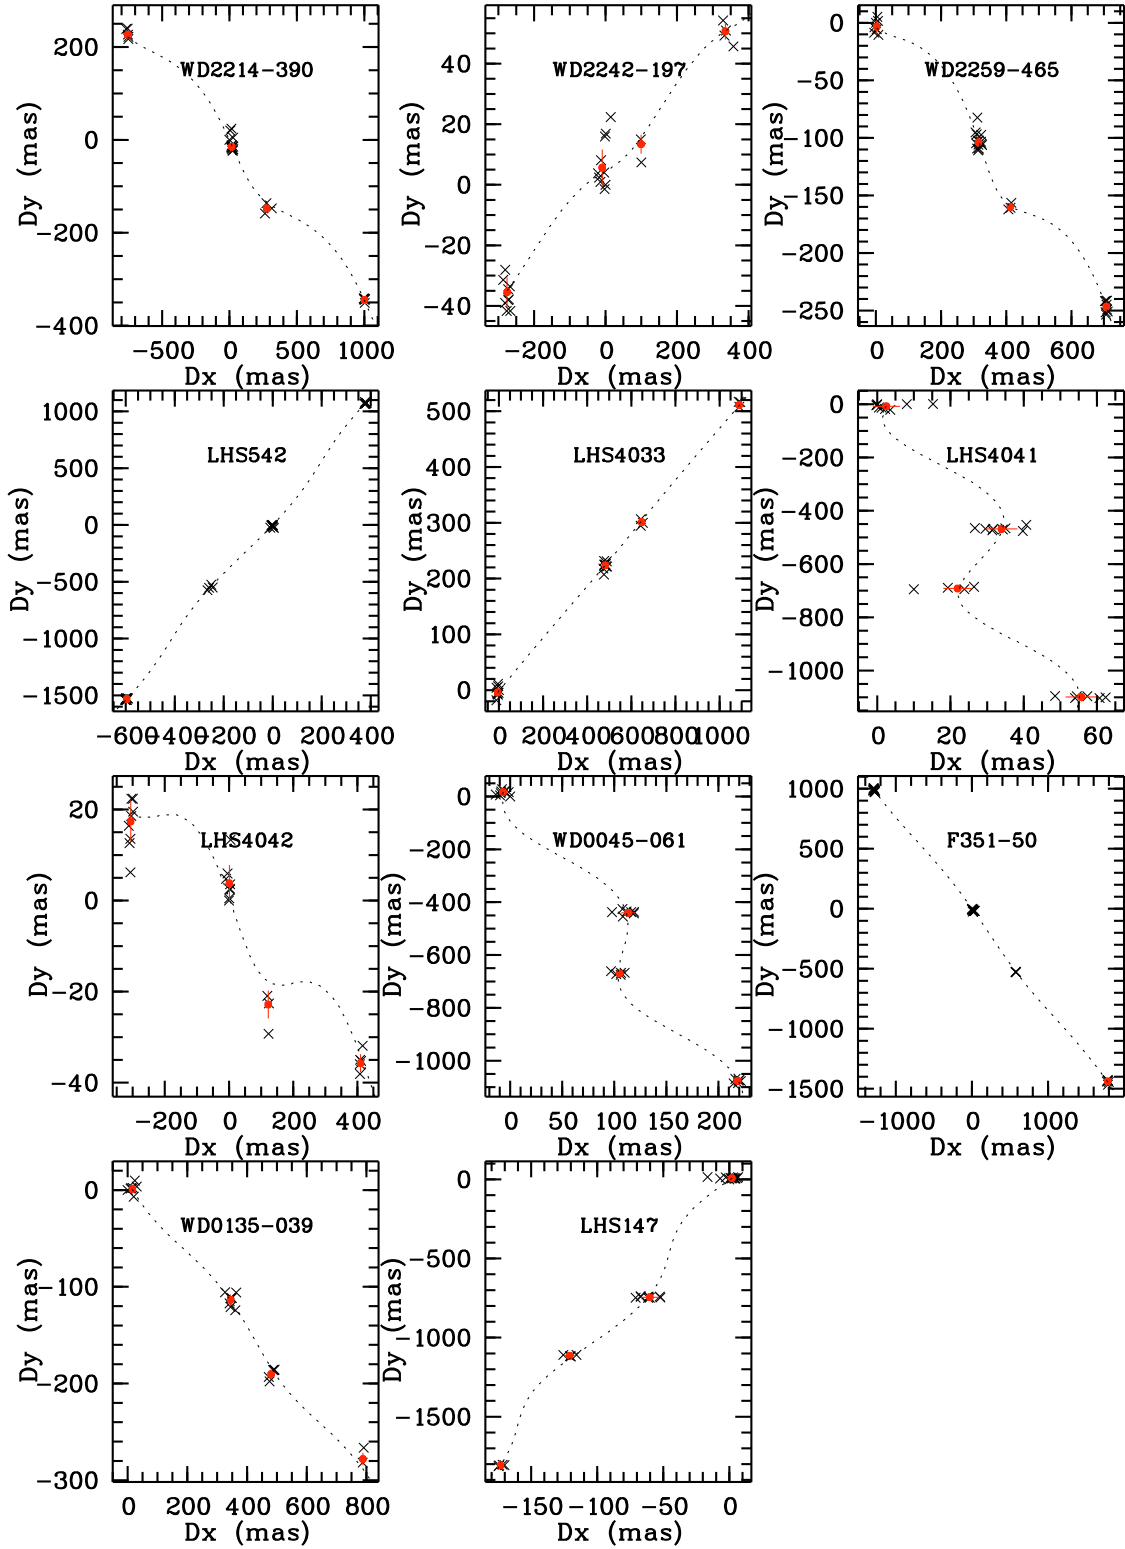 WD2214−390
Dy (mas)
200
0
−200
−400
−500 0 500 1000
Dx (mas)
WD2242−197
Dy (mas)
40
20
0
−20
−40
−200 0 200 400
Dx (mas)
WD2259−465
Dy (mas)
0
−50
−100
−150
−200
−250
0 200 400 600
Dx (mas)
LHS542
Dy (mas)
1000
500
0
−500
−1000
−1500
−600 −400 −200 0 200 400
Dx (mas)
LHS4033
Dy (mas)
500
400
300
200
100
0
0 200 400 600 800 1000
Dx (mas)
LHS4041
Dy (mas)
0
−200
−400
−600
−800
−1000
0 20 40 60
Dx (mas)
LHS4042
Dy (mas)
20
0
−20
−40
−200 0 200 400
Dx (mas)
WD0045−061
Dy (mas)
0
−200
−400
−600
−800
−1000
0 50 100 150 200
Dx (mas)
F351−50
Dy (mas)
1000
500
0
−500
−1000
−1500
−1000 0 1000
Dx (mas)
WD0135−039
Dy (mas)
0
−100
−200
−300
0 200 400 600 800
Dx (mas)
LHS147
Dy (mas)
0
−500
−1000
−1500
−150 −100 −50 0
Dx (mas)